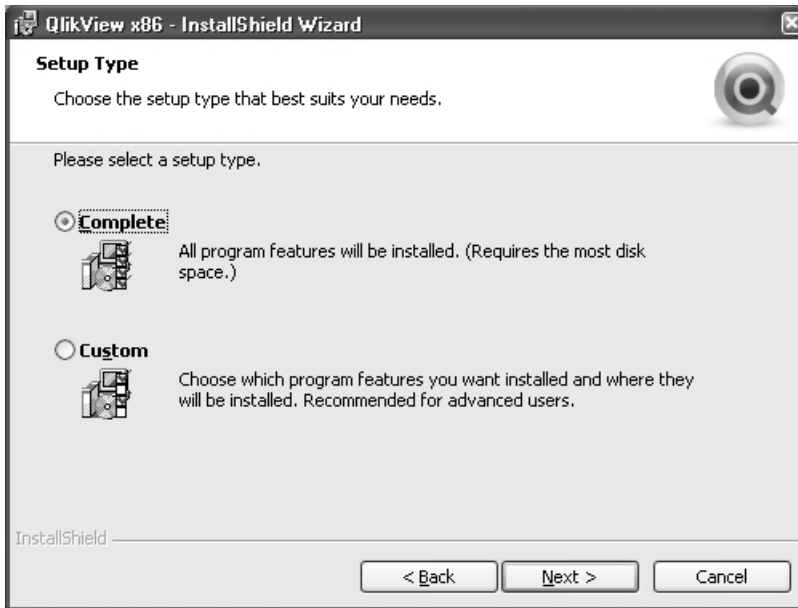 QlikView x86 - InstallShield Wizard
Setup Type
Choose the setup type that best suits your needs.
Please select a setup type.
Complete
All program features will be installed. (Requires the most disk
space.)
Custom
Choose which program features you want installed and where they
will be installed. Recommended for advanced users.
InstallShield
< Back
Next >
Cancel